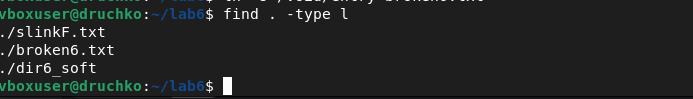 vboxuser@druchko:~/lab6$ find . -type l
./slinkF.txt
./broken6.txt
./dir6_soft
vboxuser@druchko:~/lab6$